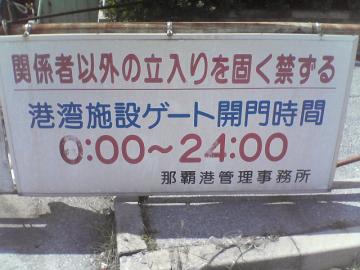 関係者以外の立入りを固く禁ずる
港湾施設ゲート開門時間
0:00～24:00
那覇港管理事務所